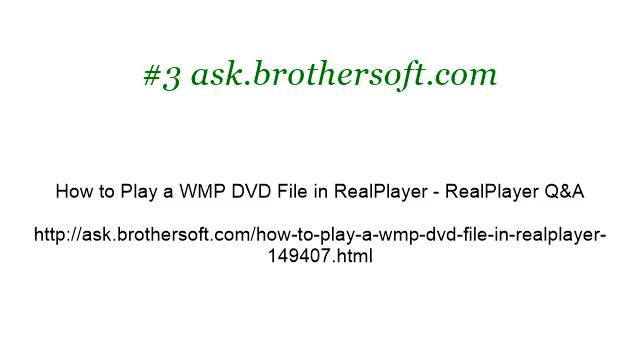 #3 ask.brothersoft.com
How to Play a WMP DVD File in RealPlayer - RealPlayer Q&A
http://ask.brothersoft.com/how-to-play-a-wmp-dvd-file-in-realplayer-
149407.html